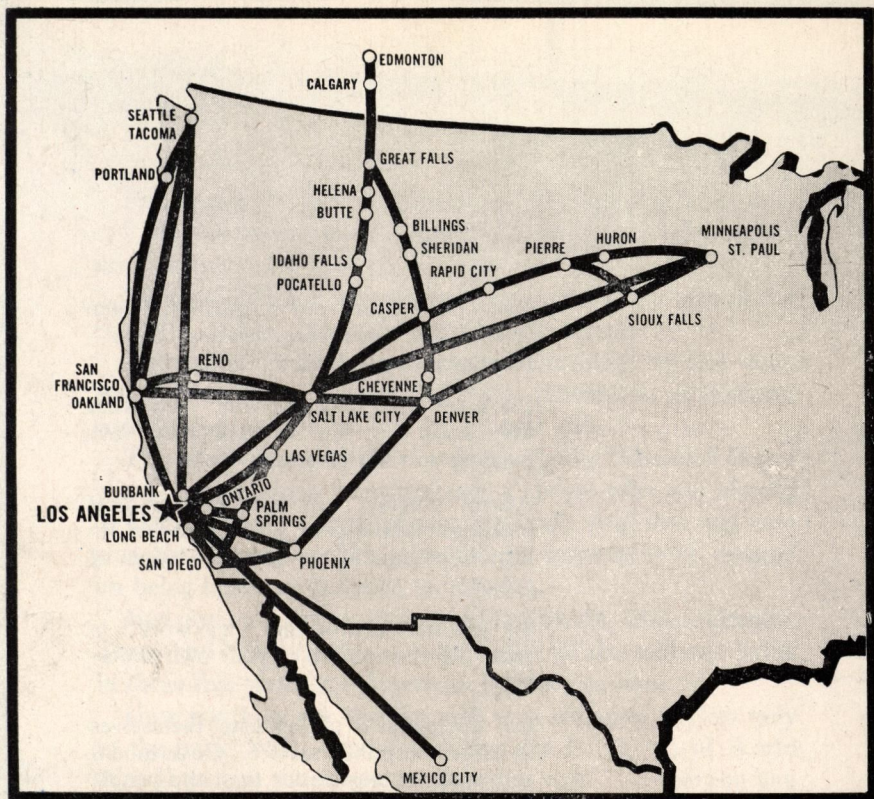 EDMONTON
CALGARY
SEATTLE
TACOMA
PORTLAND
GREAT FALLS
HELENA
BUTTE
BILLINGS
SHERIDAN
IDAHO FALLS
POCATELLO
RAPID CITY
PIERRE
HURON
MINNEAPOLIS
ST. PAUL
CASPER
SIOUX FALLS
SAN
FRANCISCO
OAKLAND
RENO
CHEYENNE
SALT LAKE CITY
DENVER
LAS VEGAS
BURBANK
ONTARIO
LOS ANGELES
PALM
SPRINGS
LONG BEACH
SAN DIEGO
PHOENIX
MEXICO CITY